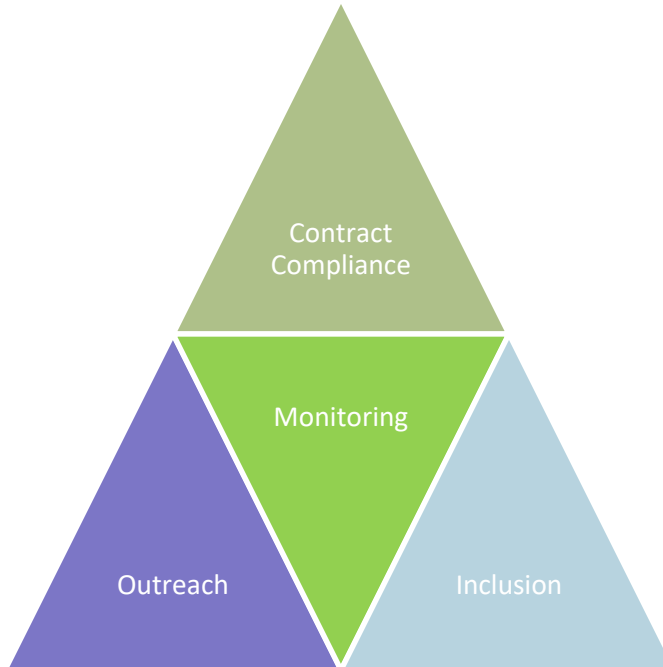 Contract
Compliance
Monitoring
Outreach
Inclusion